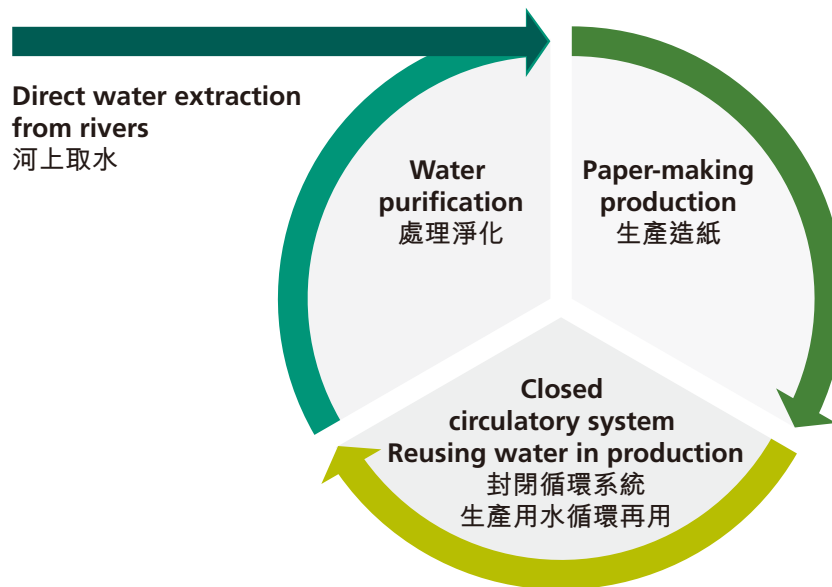 Direct water extraction
from rivers
河上取水
Water
purification
處理淨化
Paper-making
production
生產造紙
Closed
circulatory system
Reusing water in production
封閉循環系統
生產用水循環再用